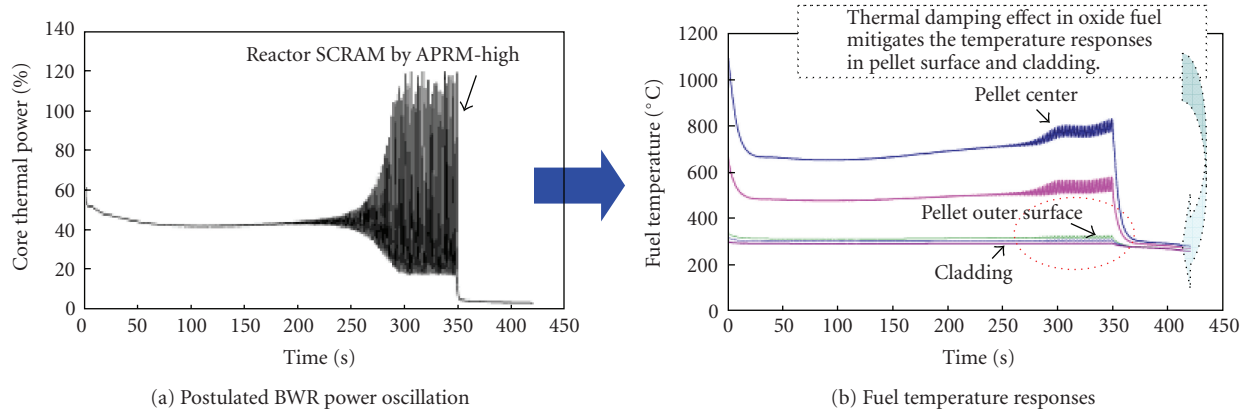 140
120
100
80
60
40
20
0
Core thermal power (%)
Reactor SCRAM by APRM-high
0 50 100 150 200 250 300 350 400 450
Time (s)
(a) Postulated BWR power oscillation
Thermal damping effect in oxide fuel
mitigates the temperature responses
in pellet surface and cladding.
1200
1000
800
600
400
200
0
Fuel temperature (°C)
Pellet center
Pellet outer surface
Cladding
0 50 100 150 200 250 300 350 400 450
Time (s)
(b) Fuel temperature responses